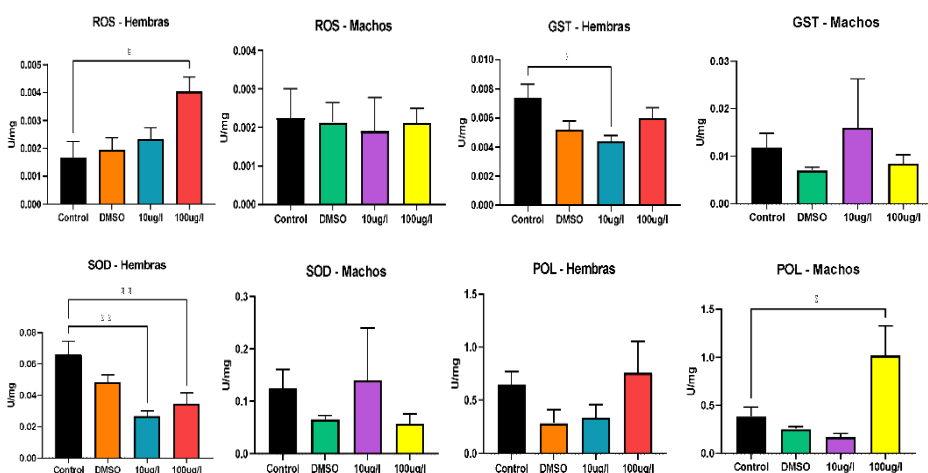 ROS - Hembras
U/mg
0.005
0.004
0.003
0.002
0.001
0.000
Control DMSO 10ug/l 100ug/l
ROS - Machos
U/mg
0.004
0.003
0.002
0.001
0.000
Control DMSO 10ug/l 100ug/l
GST - Hembras
U/mg
0.010
0.008
0.006
0.004
0.002
0.000
Control DMSO 10ug/l 100ug/l
GST - Machos
U/mg
0.03
0.02
0.01
0.00
Control DMSO 10ug/l 100ug/l
SOD - Hembras
U/mg
0.08
0.06
0.04
0.02
0.00
Control DMSO 10ug/l 100ug/l
SOD - Machos
U/mg
0.3
0.2
0.1
0.0
Control DMSO 10ug/l 100ug/l
POL - Hembras
U/mg
1.5
1.0
0.5
0.0
Control DMSO 10ug/l 100ug/l
POL - Machos
U/mg
1.5
1.0
0.5
0.0
Control DMSO 10ug/l 100ug/l